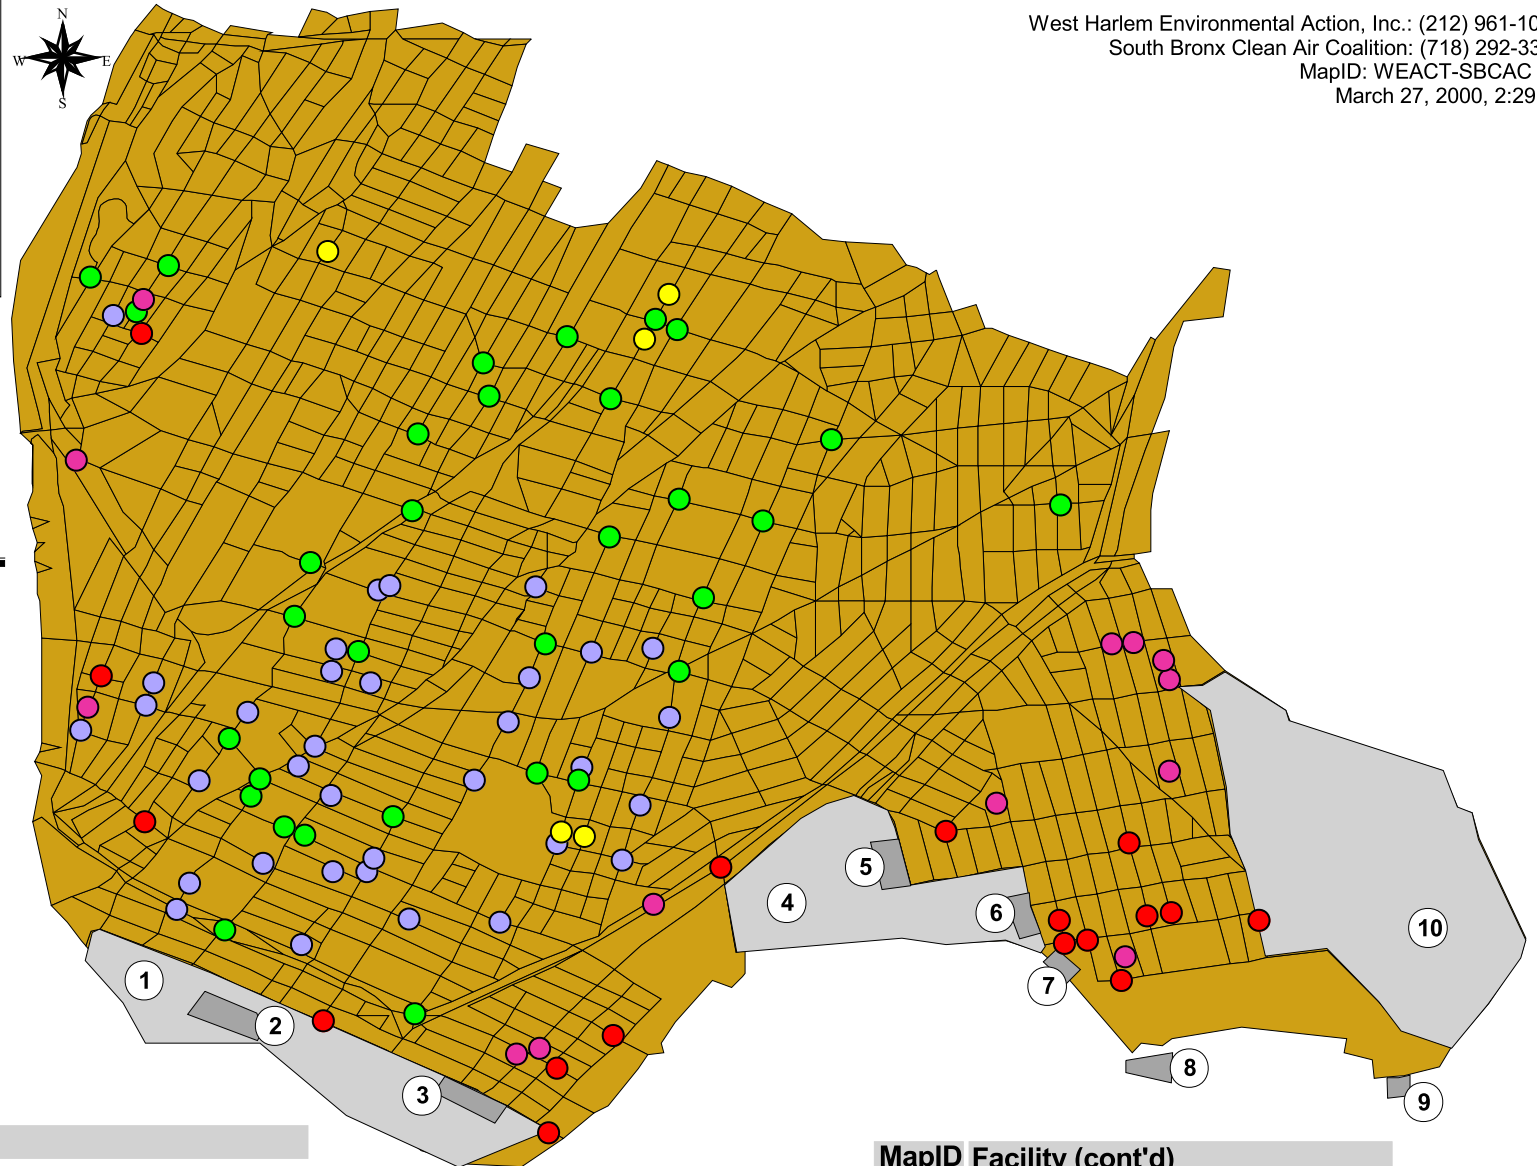 N
W
E
S
West Harlem Environmental Action, Inc.: (212) 961-10
South Bronx Clean Air Coalition: (718) 292-33
MapID: WEACT-SBCAC
March 27, 2000, 2:29
5
4
6
10
1
7
2
8
3
9
MapID Facility (cont'd)